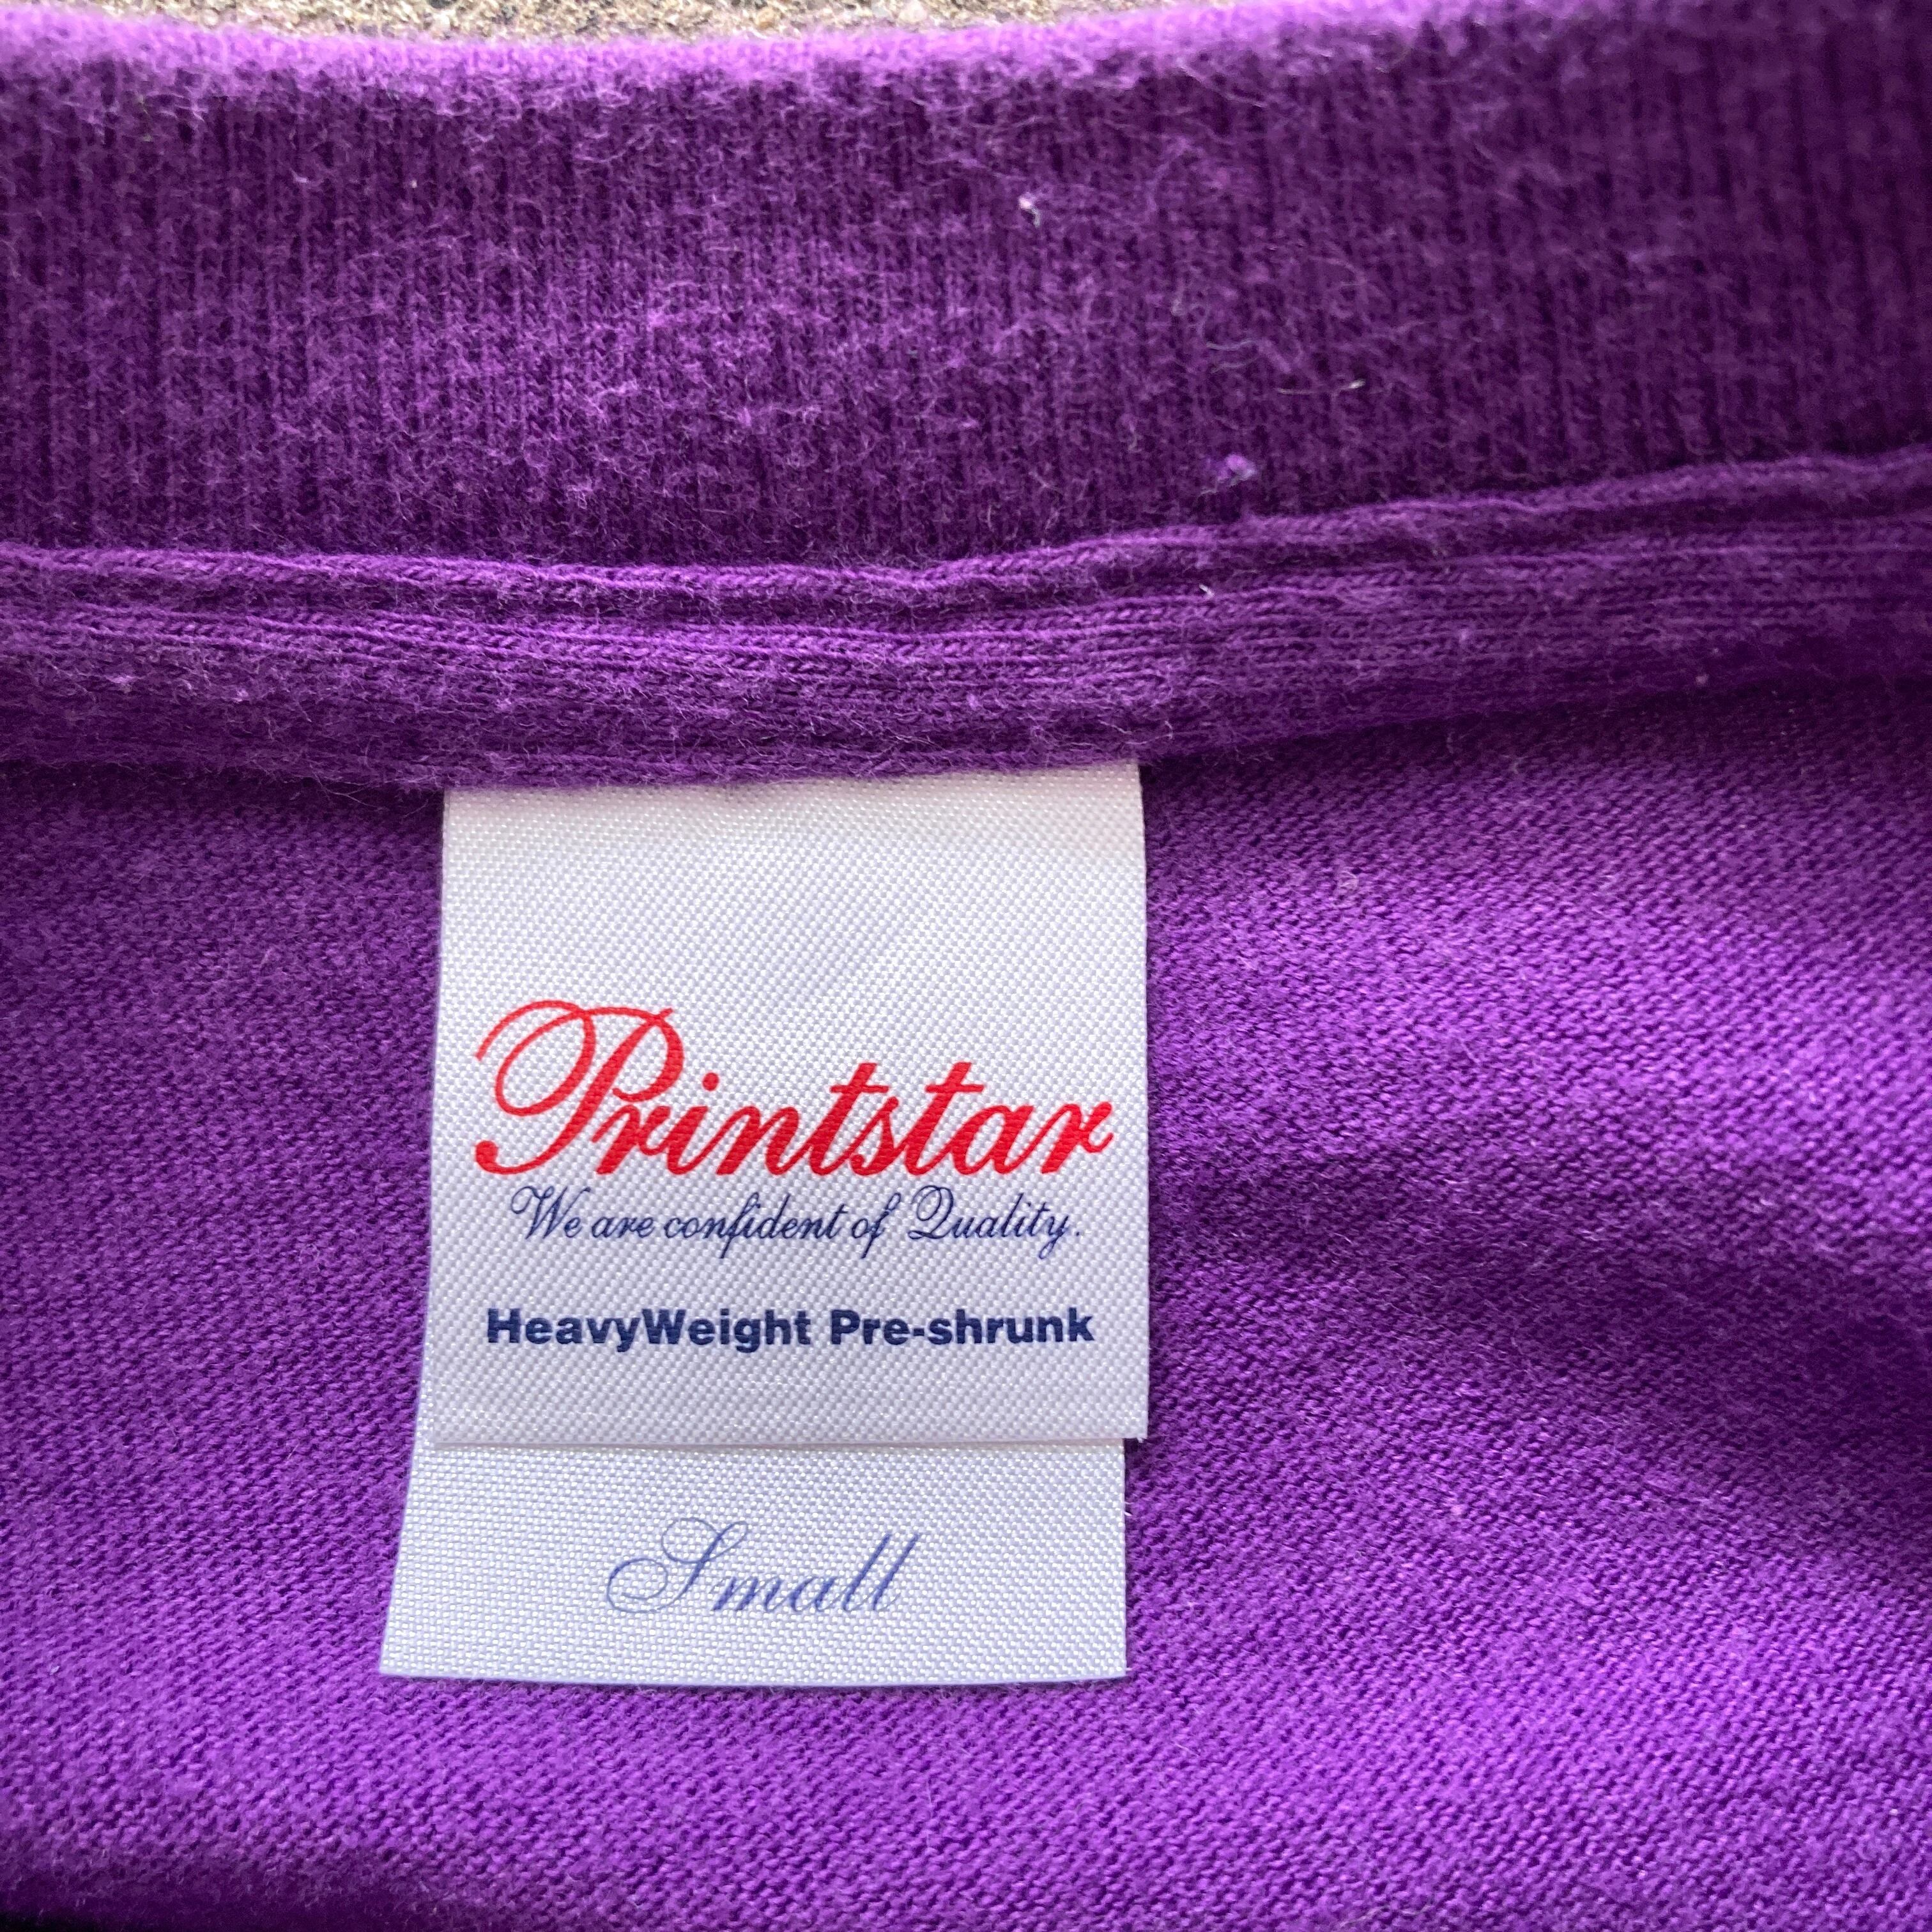 Printstar
We are confident of Quality.
HeavyWeight Pre-shrunk
Small